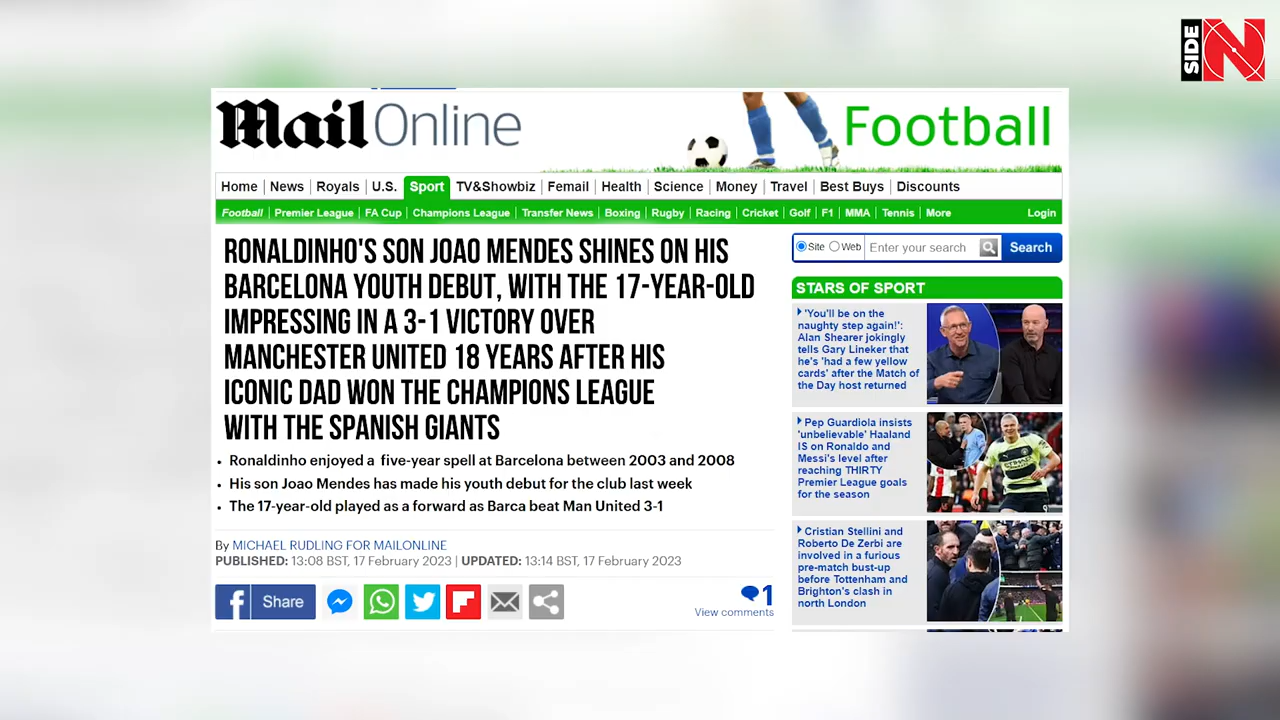 SIDE N
Mail Online
Football
Home News Royals U.S. Sport TV&Showbiz Femail Health Science Money Travel Best Buys Discounts
Football Premier League FA Cup Champions League Transfer News Boxing Rugby Racing Cricket Golf F1 MMA Tennis More Login
RONALDINHO'S SON JOAO MENDES SHINES ON HIS
BARCELONA YOUTH DEBUT, WITH THE 17-YEAR-OLD
IMPRESSING IN A 3-1 VICTORY OVER
MANCHESTER UNITED 18 YEARS AFTER HIS
ICONIC DAD WON THE CHAMPIONS LEAGUE
WITH THE SPANISH GIANTS
• Ronaldinho enjoyed a five-year spell at Barcelona between 2003 and 2008
• His son Joao Mendes has made his youth debut for the club last week
• The 17-year-old played as a forward as Barca beat Man United 3-1
By MICHAEL RUDLING FOR MAILONLINE
PUBLISHED: 13:08 BST, 17 February 2023 | UPDATED: 13:14 BST, 17 February 2023
f Share
1
View comments
Site Web Enter your search Search
STARS OF SPORT
'You'll be on the
naughty step again!':
Alan Shearer jokingly
tells Gary Lineker that
he's 'had a few yellow
cards' after the Match of
the Day host returned
Pep Guardiola insists
'unbelievable' Haaland
IS on Ronaldo and
Messi's level after
reaching THIRTY
Premier League goals
for the season
Cristian Stellini and
Roberto De Zerbi are
involved in a furious
pre-match bust-up
before Tottenham and
Brighton's clash in
north London